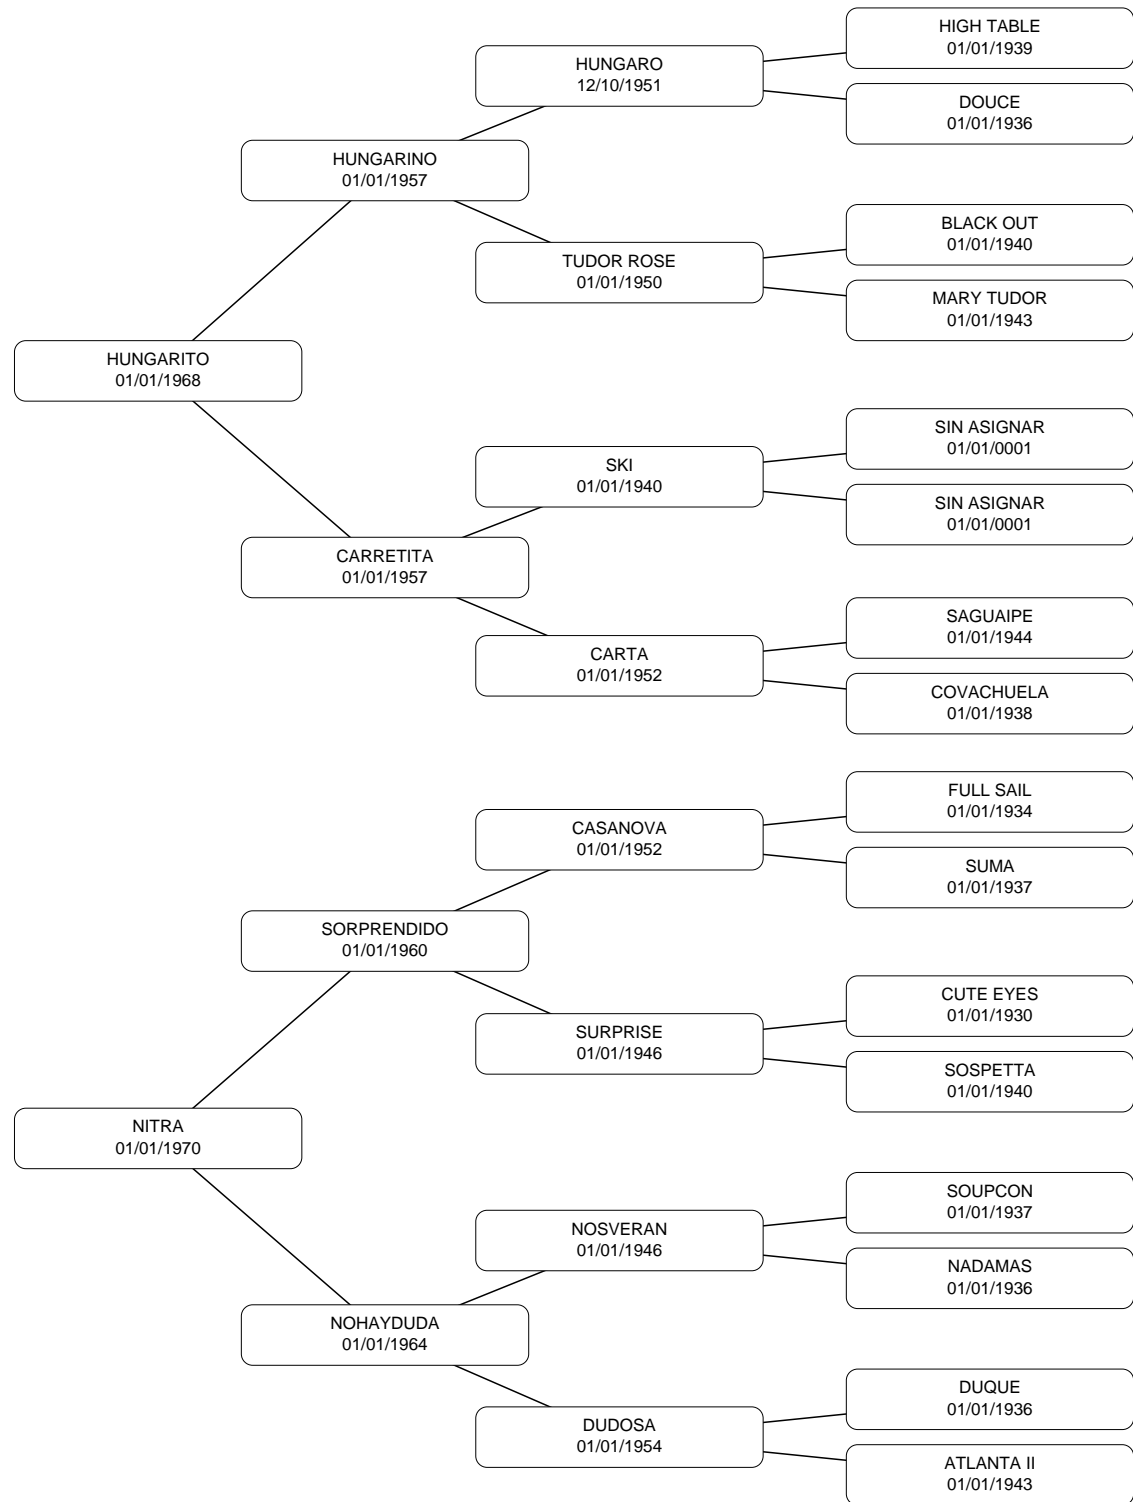 HIGH TABLE
01/01/1939
HUNGARO
12/10/1951
DOUCE
01/01/1936
HUNGARINO
01/01/1957
BLACK OUT
01/01/1940
TUDOR ROSE
01/01/1950
MARY TUDOR
01/01/1943
HUNGARITO
01/01/1968
SIN ASIGNAR
01/01/0001
SKI
01/01/1940
SIN ASIGNAR
01/01/0001
CARRETITA
01/01/1957
SAGUAIPE
01/01/1944
CARTA
01/01/1952
COVACHUELA
01/01/1938
FULL SAIL
01/01/1934
CASANOVA
01/01/1952
SUMA
01/01/1937
SORPRENDIDO
01/01/1960
CUTE EYES
01/01/1930
SURPRISE
01/01/1946
SOSPETTA
01/01/1940
NITRA
01/01/1970
SOUPCON
01/01/1937
NOSVERAN
01/01/1946
NADAMAS
01/01/1936
NOHAYDUDA
01/01/1964
DUQUE
01/01/1936
DUDOSA
01/01/1954
ATLANTA II
01/01/1943